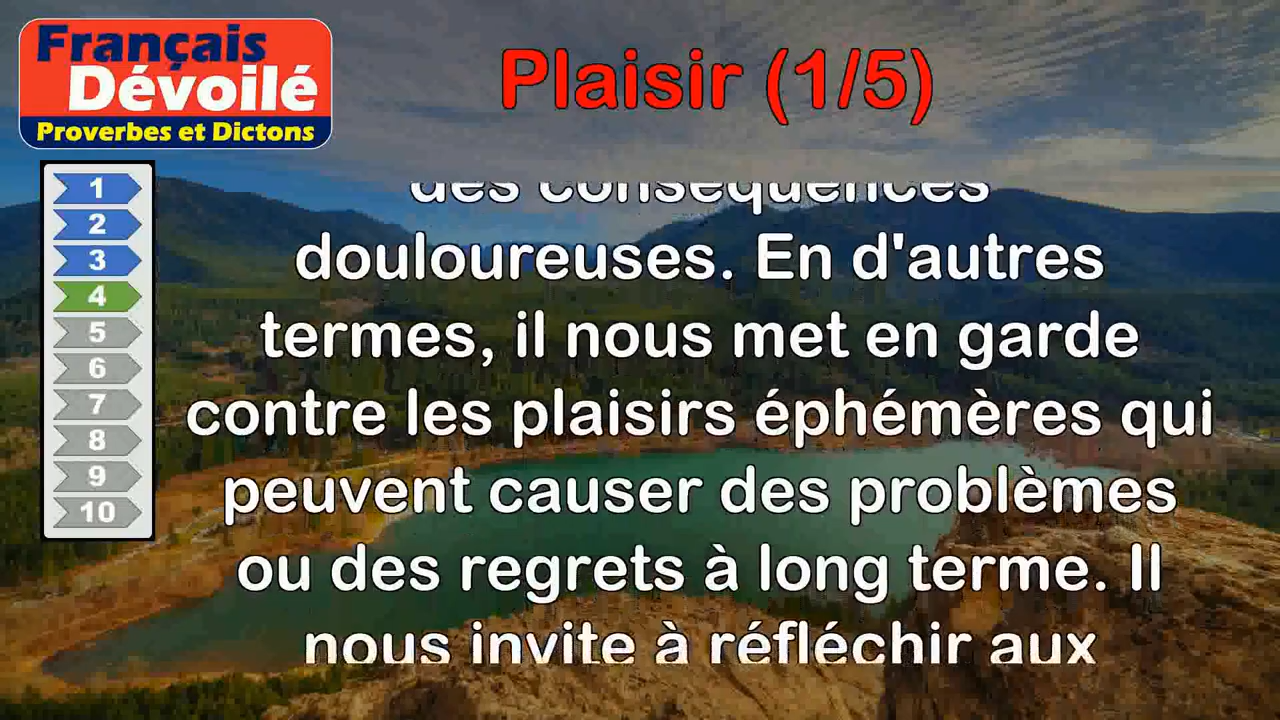 Français
Dévoilé
Proverbes et Dictons
Plaisir (1/5)
1
2
3
4
5
6
7
8
9
10
des conséquences
douloureuses. En d'autres
termes, il nous met en garde
contre les plaisirs éphémères qui
peuvent causer des problèmes
ou des regrets à long terme. Il
nous invite à réfléchir aux